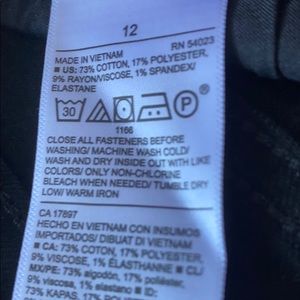 12
MADE IN VIETNAM RN 54023
• US: 73% COTTON, 17% POLYESTER,
9% RAYON/VISCOSE, 1% SPANDEX/
ELASTANE
30 P
1166
CLOSE ALL FASTENERS BEFORE
WASHING/ MACHINE WASH COLD/
WASH AND DRY INSIDE OUT WITH LIKE
COLORS/ ONLY NON-CHLORINE
BLEACH WHEN NEEDED/ TUMBLE DRY
LOW/ WARM IRON
CA 17897
HECHO EN VIETNAM CON INSUMOS
IMPORTADOS/ DIBUAT DI VIETNAM
• CA: 73% COTTON, 17% POLYESTER,
9% VISCOSE, 1% ELASTHANNE • CL/
MX/PE: 73% algodón, 17% poliéster,
9% viscosa, 1% elastano • ID:
73% KAPAS, 17% POLYESTER,